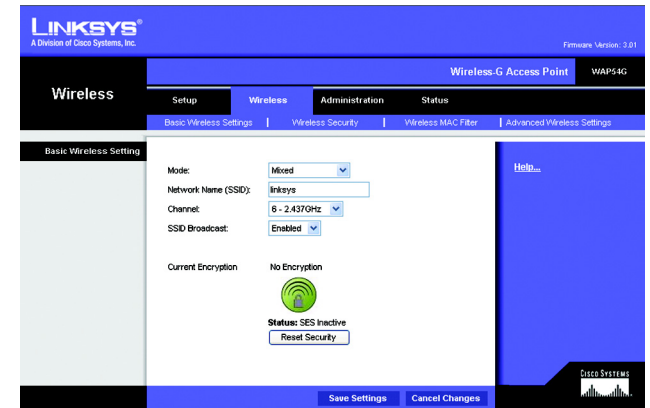 LINKSYS®
A Division of Cisco Systems, Inc.
Firmware Version: 3.01
Wireless-G Access Point WAP54G
Wireless
Setup Wireless Administration Status
Basic Wireless Settings | Wireless Security | Wireless MAC Filter | Advanced Wireless Settings
Basic Wireless Setting
Help...
Mode: Mixed
Network Name (SSID): linksys
Channel: 6 - 2.437GHz
SSID Broadcast: Enabled
Current Encryption No Encryption
Status: SES Inactive
Reset Security
Save Settings Cancel Changes
CISCO SYSTEMS